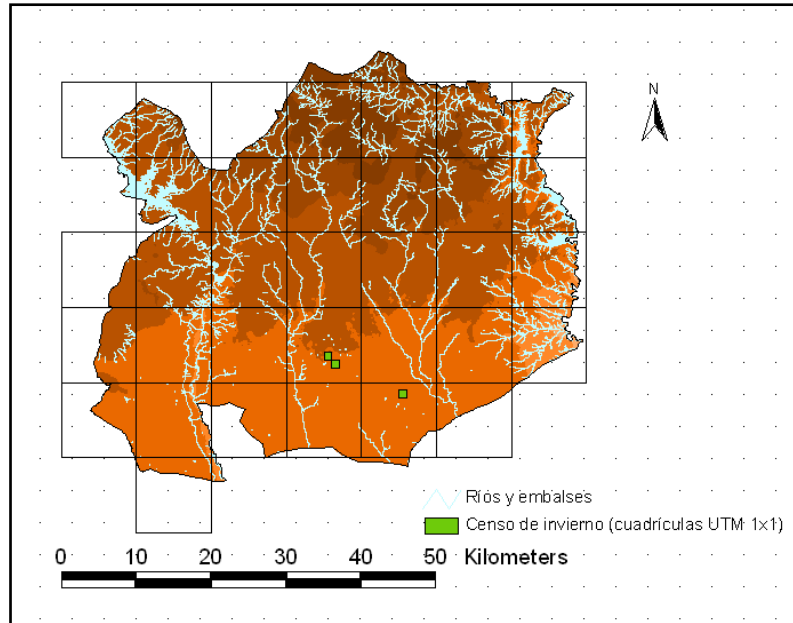 N
Ríos y embalses
Censo de invierno (cuadrículas UTM 1x1)
0 10 20 30 40 50 Kilometers